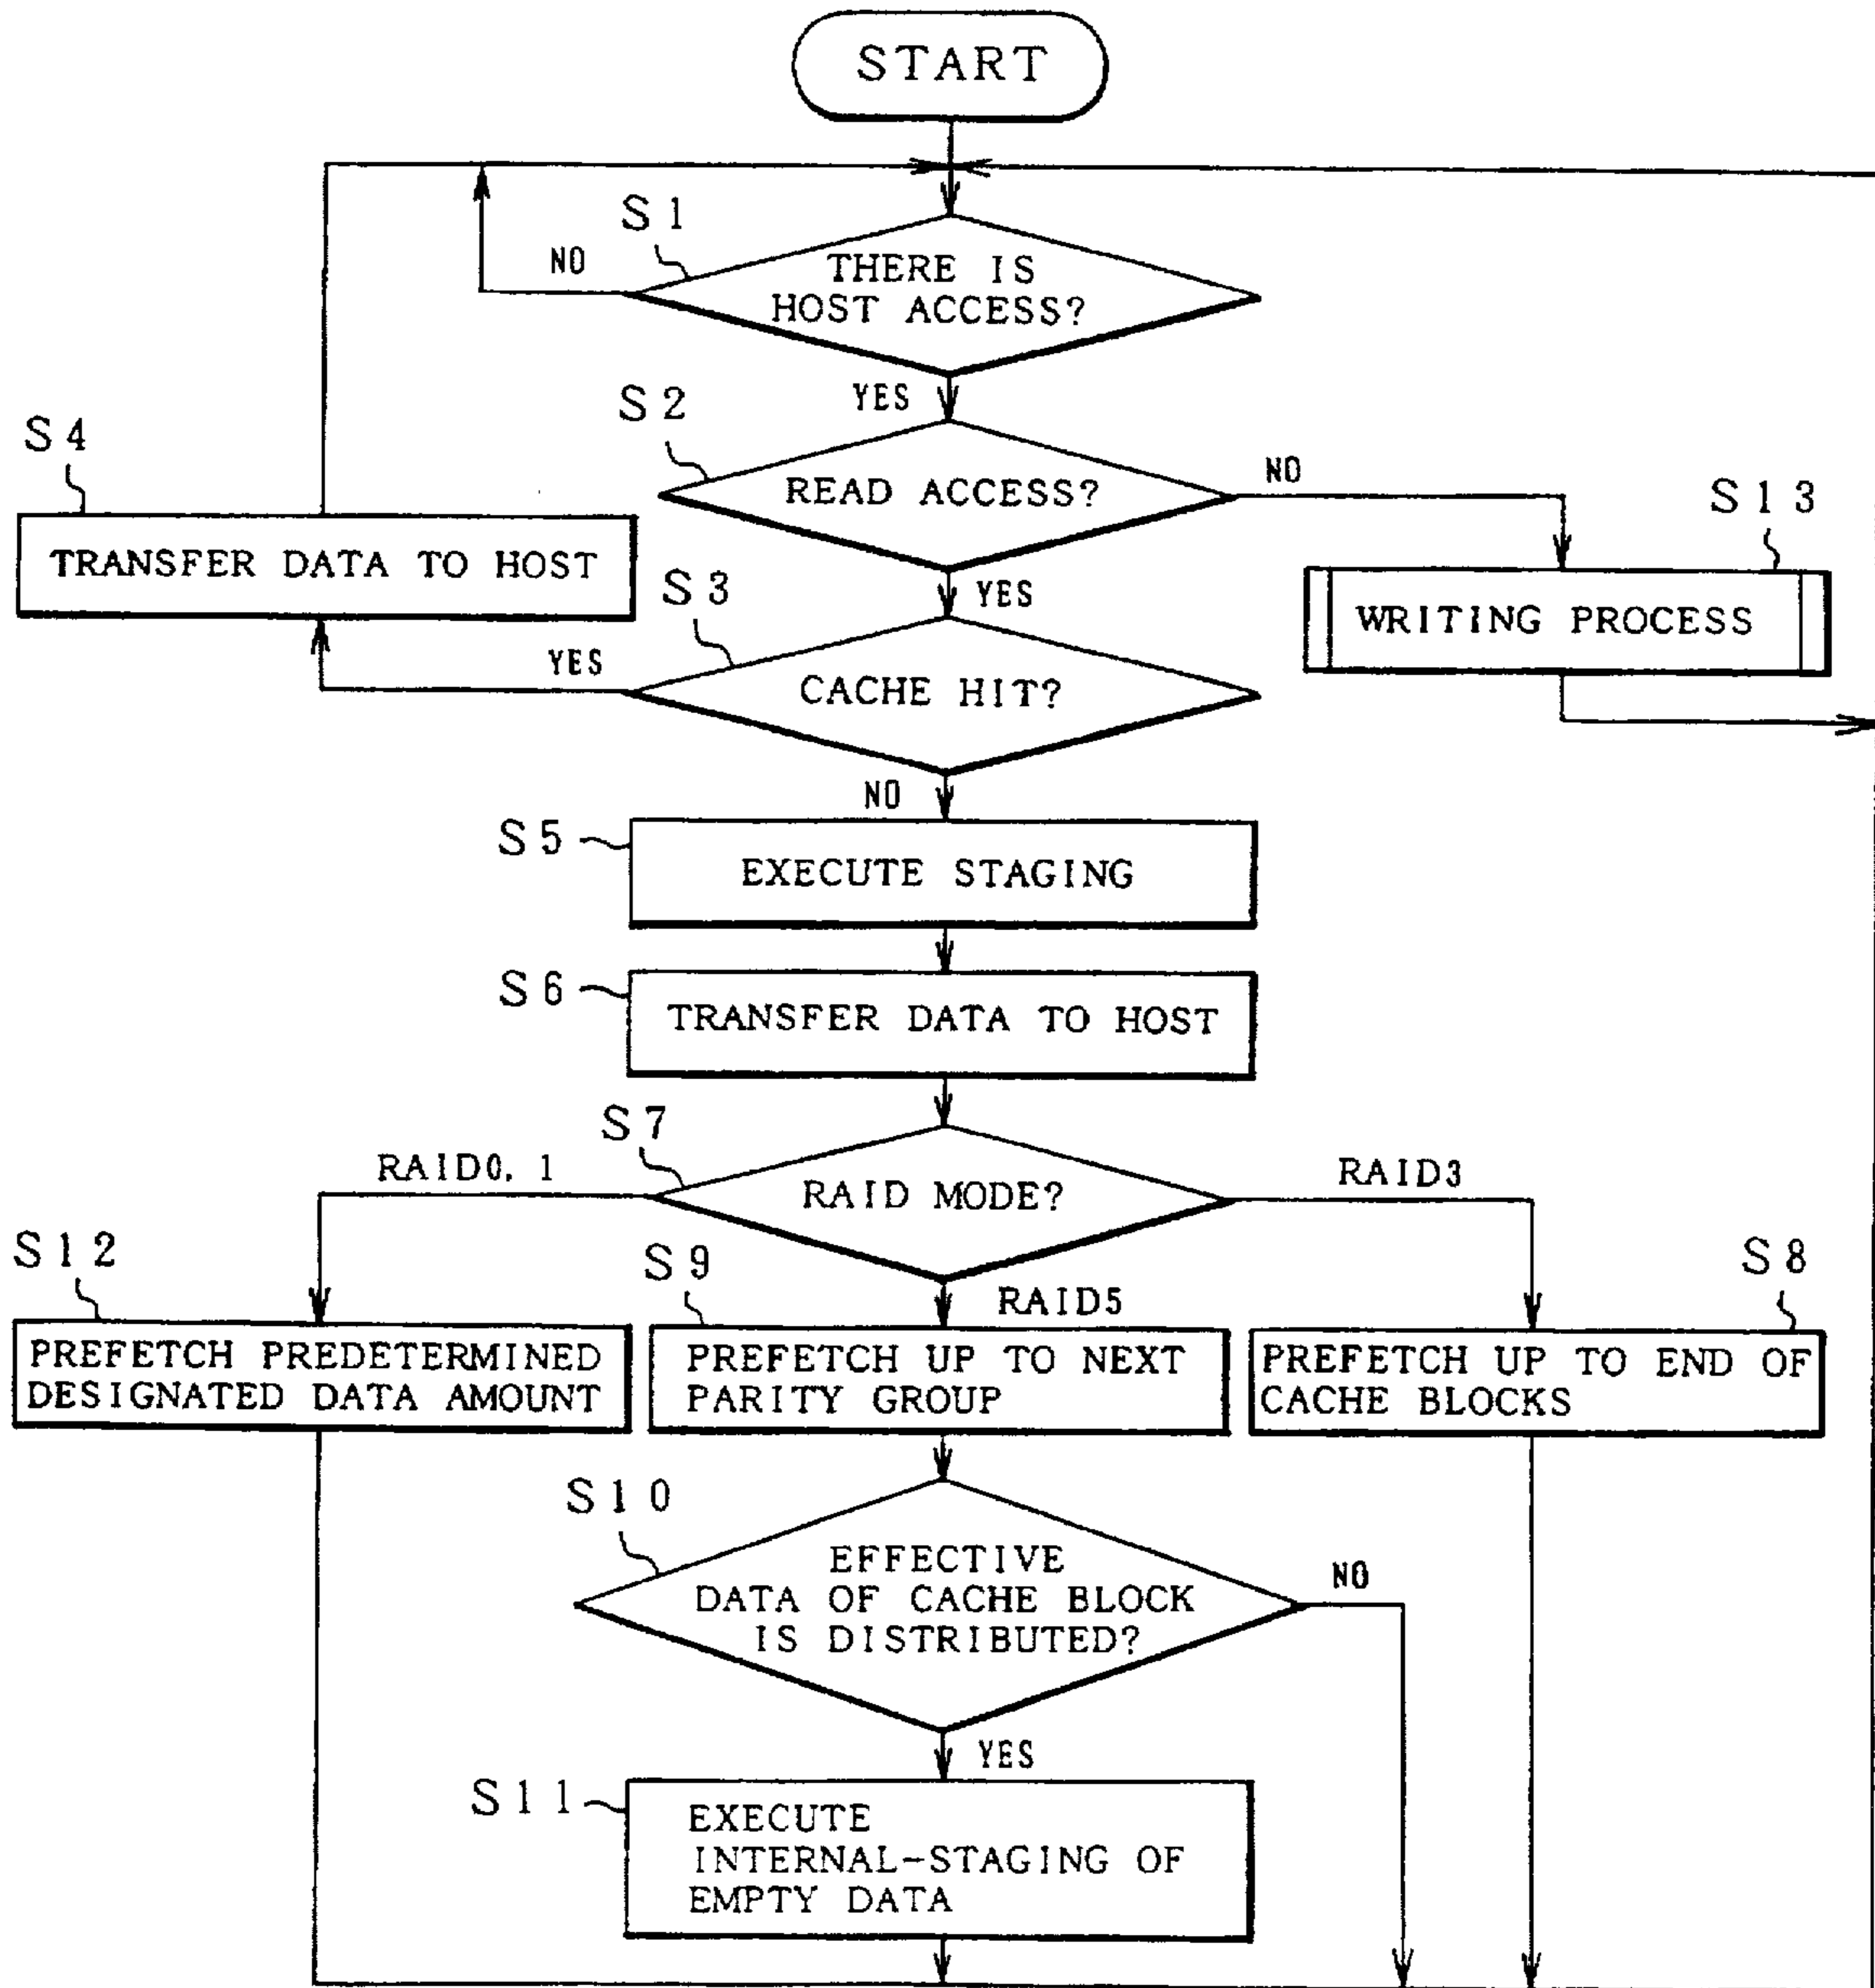 START
S1
NO
THERE IS
HOST ACCESS?
YES
S2
READ ACCESS?
NO
S4
TRANSFER DATA TO HOST
S13
WRITING PROCESS
YES
S3
CACHE HIT?
YES
NO
S5
EXECUTE STAGING
S6
TRANSFER DATA TO HOST
S7
RAID0, 1
RAID MODE?
RAID3
S12
PREFETCH PREDETERMINED
DESIGNATED DATA AMOUNT
S9
RAID5
PREFETCH UP TO NEXT
PARITY GROUP
S8
PREFETCH UP TO END OF
CACHE BLOCKS
S10
EFFECTIVE
DATA OF CACHE BLOCK
IS DISTRIBUTED?
NO
YES
S11
EXECUTE
INTERNAL-STAGING OF
EMPTY DATA